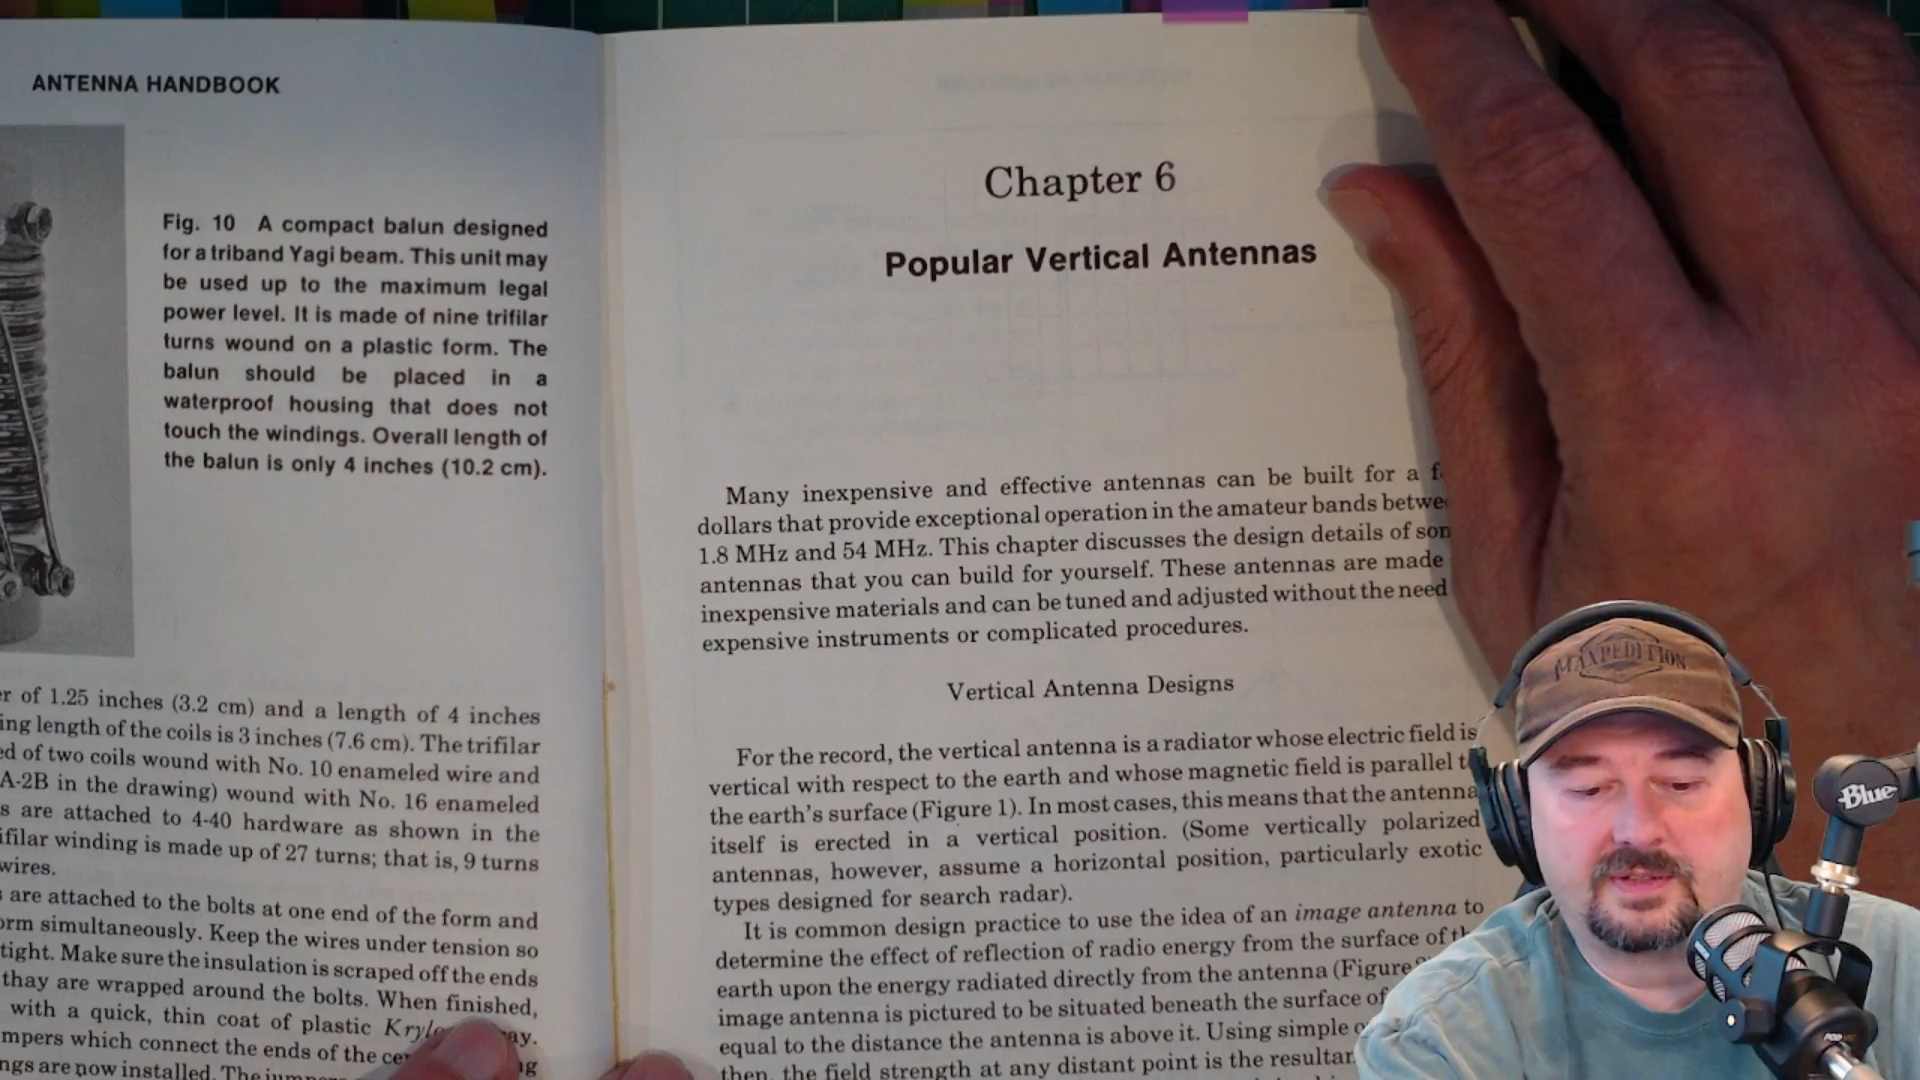 ANTENNA HANDBOOK
Fig. 10 A compact balun designed
for a triband Yagi beam. This unit may
be used up to the maximum legal
power level. It is made of nine trifilar
turns wound on a plastic form. The
balun should be placed in a
waterproof housing that does not
touch the windings. Overall length of
the balun is only 4 inches (10.2 cm).
of 1.25 inches (3.2 cm) and a length of 4 inches
length of the coils is 3 inches (7.6 cm). The trifilar
of two coils wound with No. 10 enameled wire and
A-2B in the drawing) wound with No. 16 enameled
are attached to 4-40 hardware as shown in the
winding is made up of 27 turns; that is, 9 turns
wires.
are attached to the bolts at one end of the form and
simultaneously. Keep the wires under tension so
tight. Make sure the insulation is scraped off the ends
thay are wrapped around the bolts. When finished,
with a quick, thin coat of plastic
which connect the ends of the
are now installed. The
Chapter 6
Popular Vertical Antennas
Many inexpensive and effective antennas can be built for a
dollars that provide exceptional operation in the amateur bands
1.8 MHz and 54 MHz. This chapter discusses the design details of
antennas that you can build for yourself. These antennas are made
inexpensive materials and can be tuned and adjusted without the need
expensive instruments or complicated procedures.
Vertical Antenna Designs
For the record, the vertical antenna is a radiator whose electric field is
vertical with respect to the earth and whose magnetic field is parallel
the earth's surface (Figure 1). In most cases, this means that the antenna
itself is erected in a vertical position. (Some vertically polarized
antennas, however, assume a horizontal position, particularly exotic
types designed for search radar).
It is common design practice to use the idea of an image antenna to
determine the effect of reflection of radio energy from the surface of
earth upon the energy radiated directly from the antenna (Figure
image antenna is pictured to be situated beneath the surface of
equal to the distance the antenna is above it. Using simple
then, the field strength at any distant point is the
MAXPEDITION
Blue